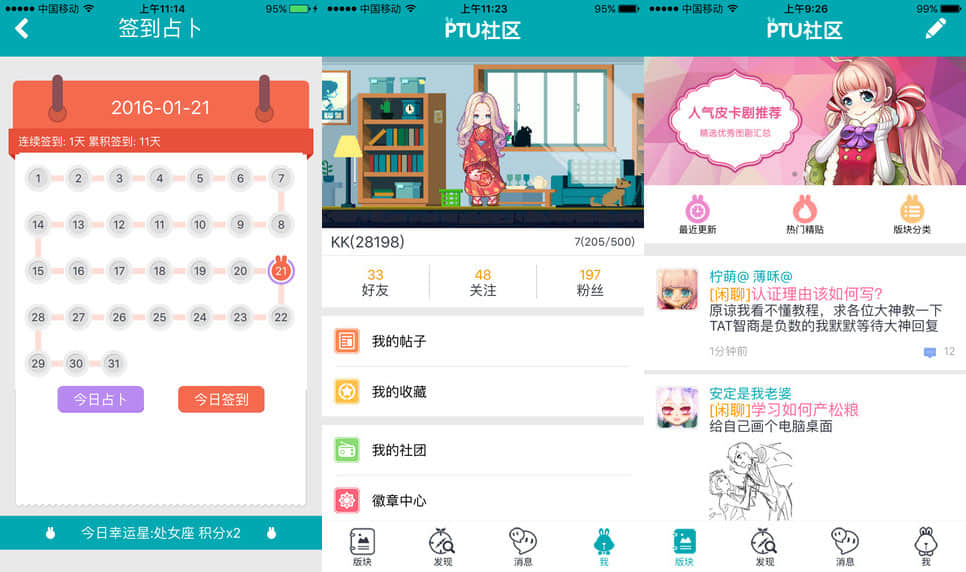 中国移动
上午11:14
95%
签到占卜
2016-01-21
连续签到: 1天 累积签到: 11天
1 2 3 4 5 6 7
14 13 12 11 10 9 8
15 16 17 18 19 20 21
28 27 26 25 24 23 22
29 30 31
今日占卜
今日签到
今日幸运星:处女座 积分x2
中国移动
上午11:23
95%
PTU社区
KK(28198)
7(205/500)
33
好友
48
关注
197
粉丝
我的帖子
我的收藏
我的社团
徽章中心
版块
发现
消息
我
中国移动
上午9:26
99%
PTU社区
人气皮卡剧推荐
精选优秀图剧汇总
最近更新
热门精贴
版块分类
柠萌@ 薄咊@
[闲聊]认证理由该如何写?
原谅我看不懂教程，求各位大神教一下
TAT智商是负数的我默默等待大神回复
1分钟前
12
安定是我老婆
[闲聊]学习如何产松粮
给自己画个电脑桌面
版块
发现
消息
我